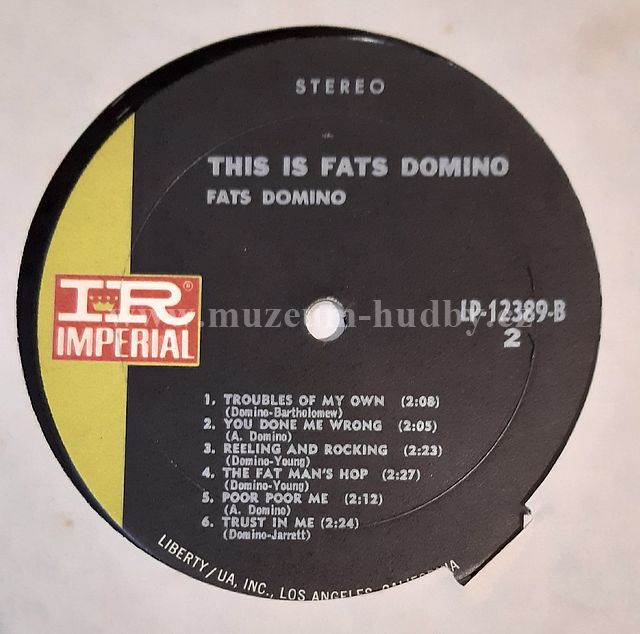 STEREO
THIS IS FATS DOMINO
FATS DOMINO
IR®
IMPERIAL
www.muzeum-hudby.cz
LP-12389-B
2
1. TROUBLES OF MY OWN (2:08)
(Domino-Bartholomew)
2. YOU DONE ME WRONG (2:05)
(A. Domino)
3. REELING AND ROCKING (2:23)
(Domino-Young)
4. THE FAT MAN'S HOP (2:27)
(Domino-Young)
5. POOR POOR ME (2:12)
(A. Domino)
6. TRUST IN ME (2:24)
(Domino-Jarrett)
LIBERTY/UA, INC., LOS ANGELES, CALIFORNIA